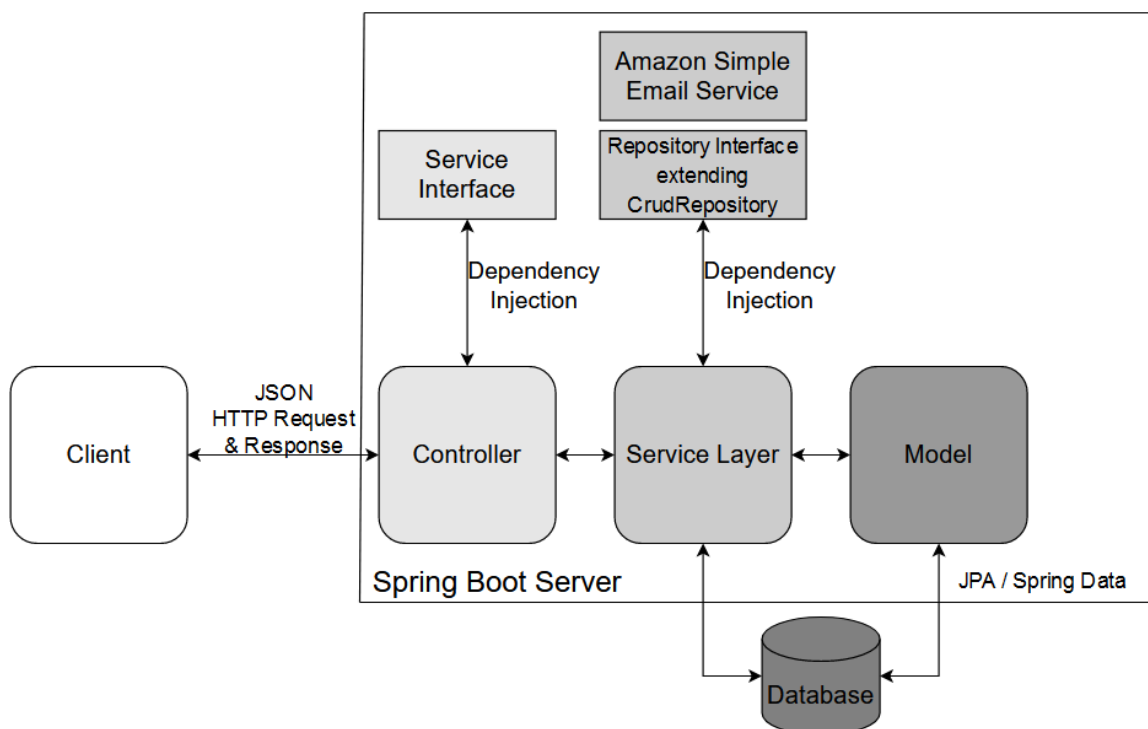 Amazon Simple
Email Service
Service
Interface
Repository Interface
extending
CrudRepository
Dependency
Injection
Dependency
Injection
Client
JSON
HTTP Request
& Response
Controller
Service Layer
Model
Spring Boot Server
JPA / Spring Data
Database